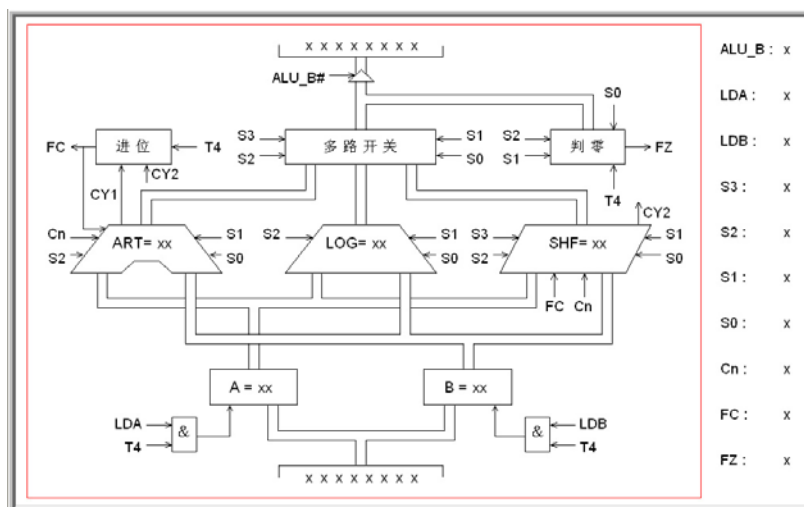 X X X X X X X X
ALU_B#
S0
FC
进位
T4
S3
S2
多路开关
S1
S0
S2
S1
判零
FZ
CY1
CY2
T4
CY2
Cn
S2
ART= xx
S1
S0
S2
LOG= xx
S1
S0
S3
S2
SHF= xx
S1
S0
FC
Cn
A = xx
B = xx
LDA
T4
&
&
LDB
T4
X X X X X X X X
ALU_B : x
LDA : x
LDB : x
S3 : x
S2 : x
S1 : x
S0 : x
Cn : x
FC : x
FZ : x